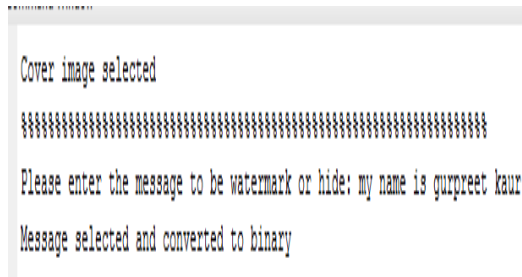 Cover image selected
%%%%%%%%%%%%%%%%%%%%%%%%%%%%%%%%%%%%%%%%%%%%%%%%%%%%%%%%%%%%%%%%%%%%%%
Please enter the message to be watermark or hide: my name is gurpreet kaur
Message selected and converted to binary